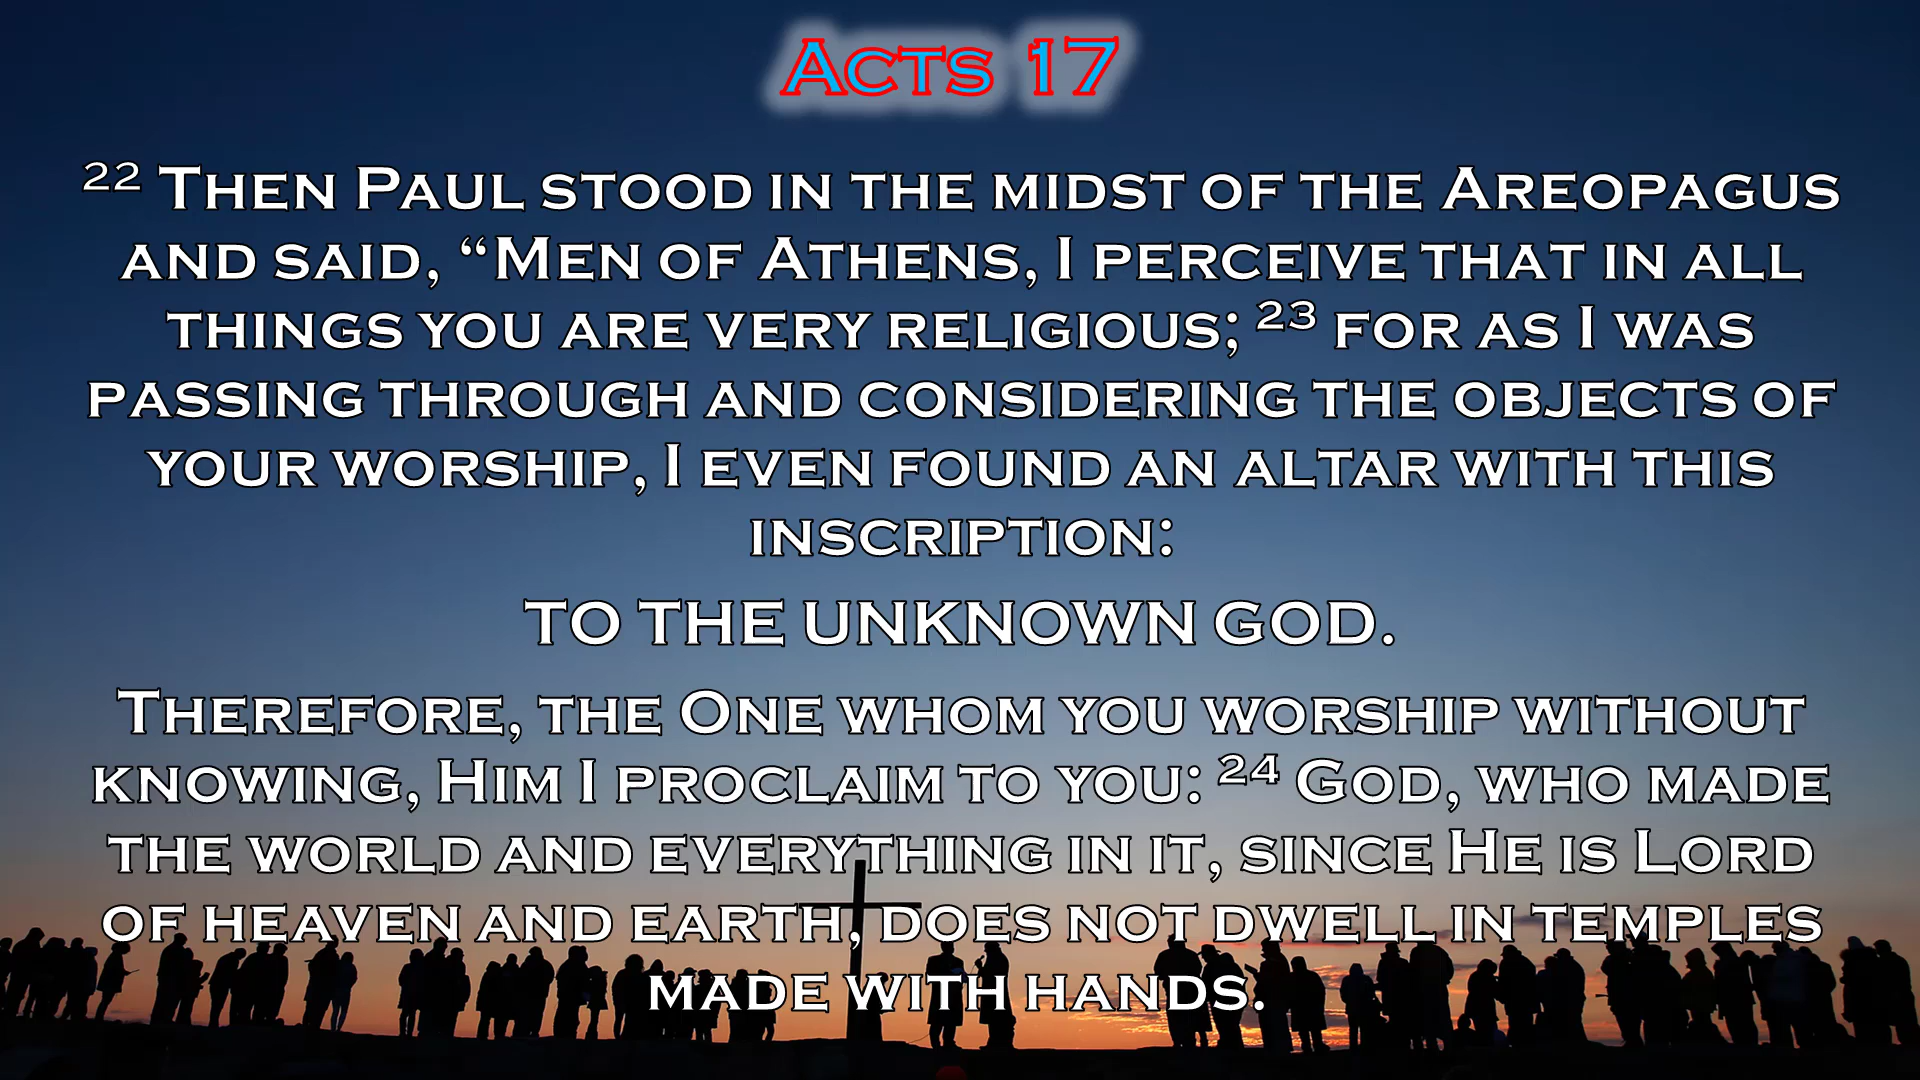 Acts 17
22 Then Paul stood in the midst of the Areopagus
and said, “Men of Athens, I perceive that in all
things you are very religious; 23 for as I was
passing through and considering the objects of
your worship, I even found an altar with this
inscription:
TO THE UNKNOWN GOD.
Therefore, the One whom you worship without
knowing, Him I proclaim to you: 24 God, who made
the world and everything in it, since He is Lord
of heaven and earth, does not dwell in temples
made with hands.